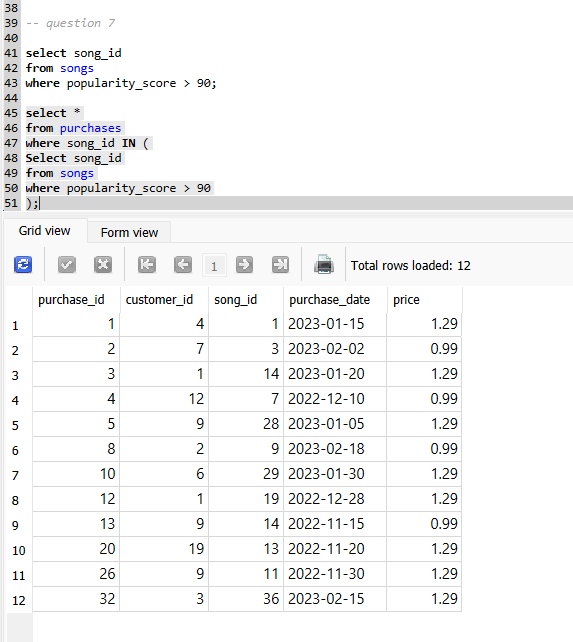 38
39 -- question 7
40
41 select song_id
42 from songs
43 where popularity_score > 90;
44
45 select *
46 from purchases
47 where song_id IN (
48 Select song_id
49 from songs
50 where popularity_score > 90
51 );
Grid view Form view
1 Total rows loaded: 12
purchase_id customer_id song_id purchase_date price
1 1 4 1 2023-01-15 1.29
2 2 7 3 2023-02-02 0.99
3 3 1 14 2023-01-20 1.29
4 4 12 7 2022-12-10 0.99
5 5 9 28 2023-01-05 1.29
6 8 2 9 2023-02-18 0.99
7 10 6 29 2023-01-30 1.29
8 12 1 19 2022-12-28 1.29
9 13 9 14 2022-11-15 0.99
10 20 19 13 2022-11-20 1.29
11 26 9 11 2022-11-30 1.29
12 32 3 36 2023-02-15 1.29